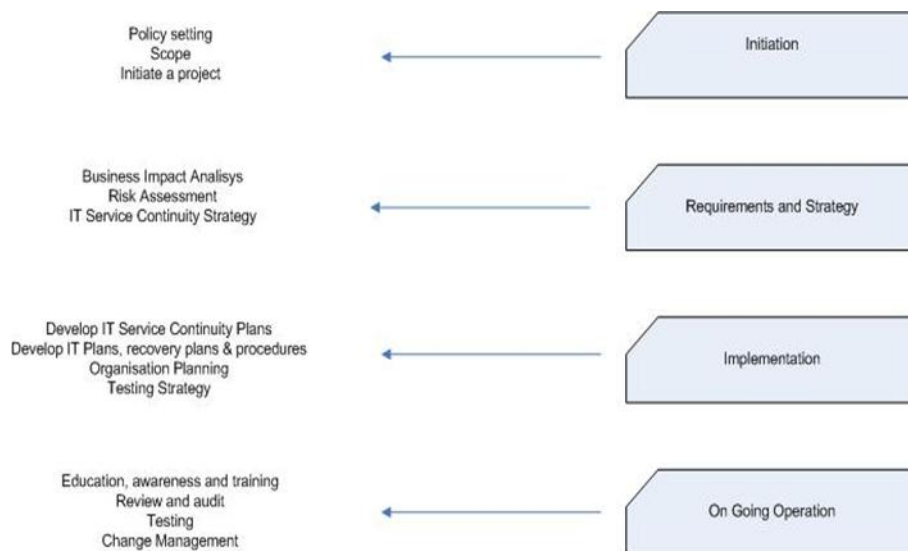 Policy setting
Scope
Initiate a project
Initiation
Business Impact Analisys
Risk Assessment
IT Service Continuity Strategy
Requirements and Strategy
Develop IT Service Continuity Plans
Develop IT Plans, recovery plans & procedures
Organisation Planning
Testing Strategy
Implementation
Education, awareness and training
Review and audit
Testing
Change Management
On Going Operation